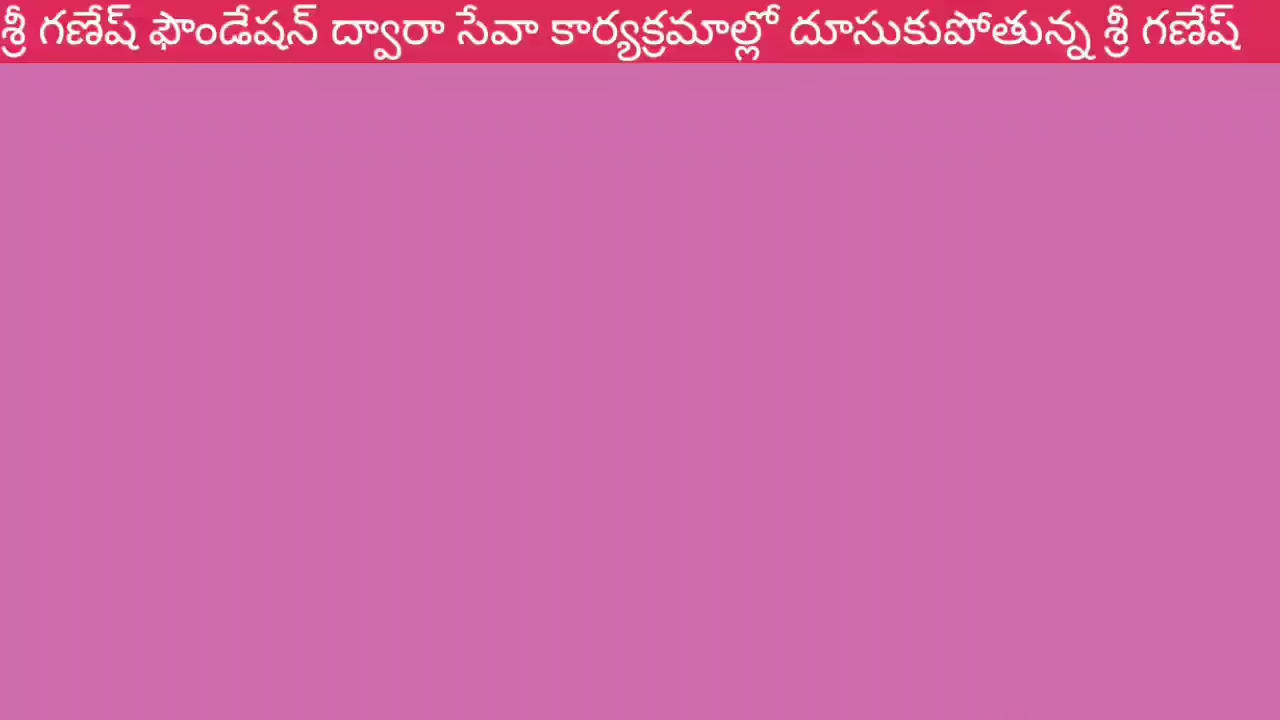 శ్రీ గణేష్ ఫౌండేషన్ ద్వారా సేవా కార్యక్రమాల్లో దూసుకుపోతున్న శ్రీ గణేష్